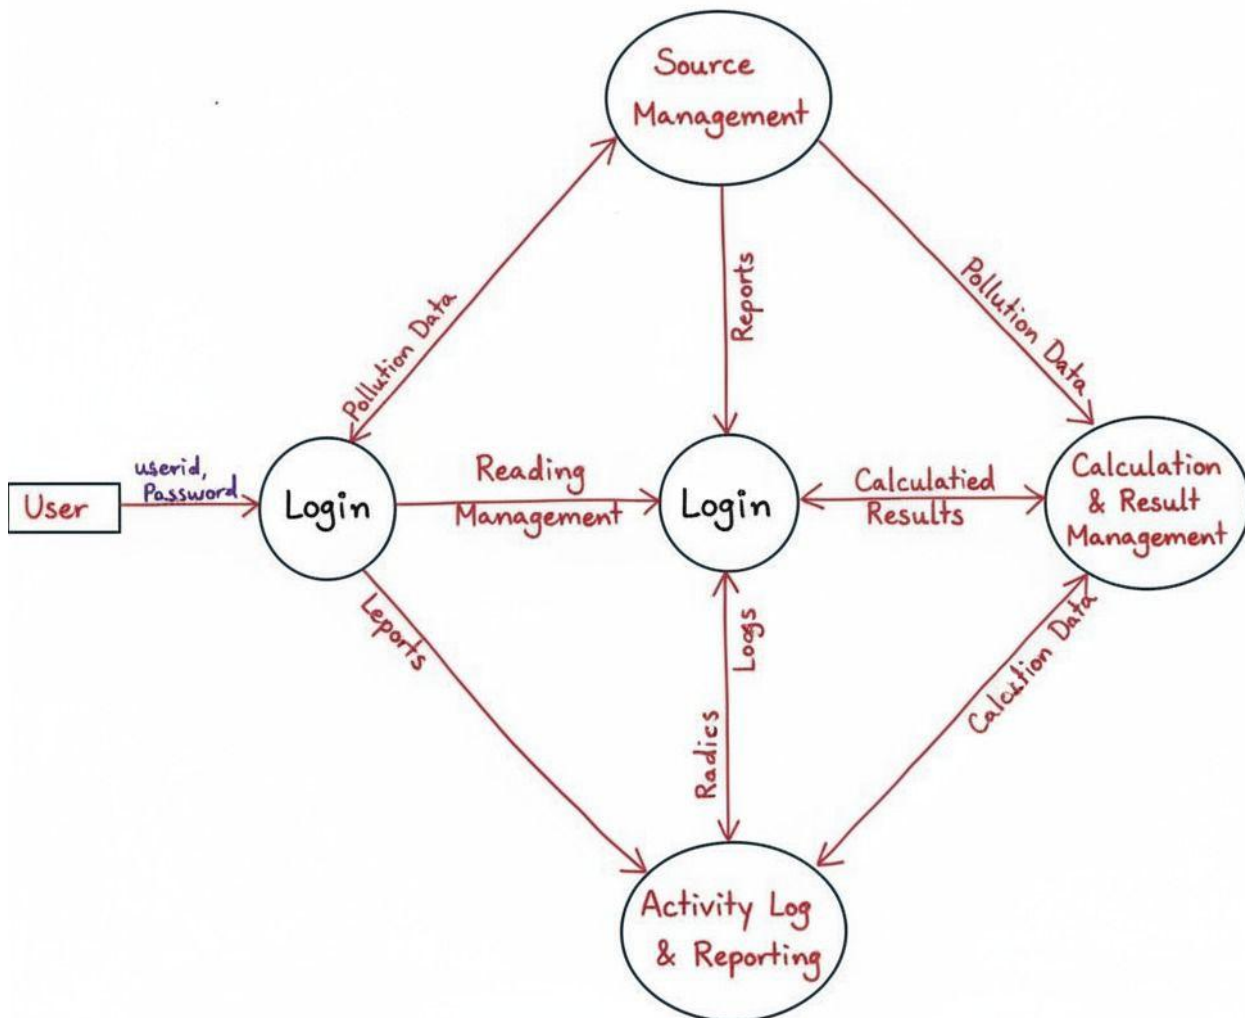 Source
Management
Pollution Data
Reports
Pollution Data
User
userid,
Password
Login
Reading
Management
Login
Calculatied
Results
Calculation
& Result
Management
Leports
Logs
Radies
Calcution Data
Activity Log
& Reporting